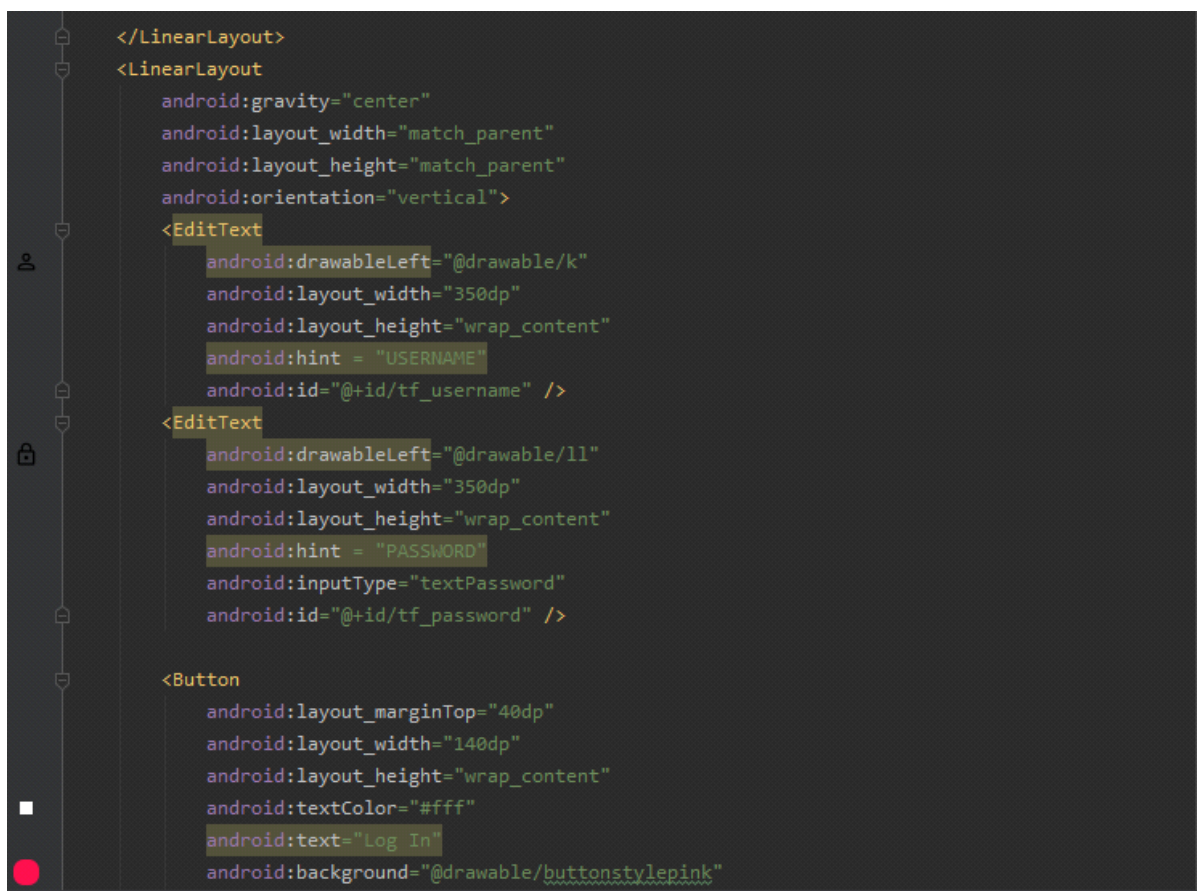 </LinearLayout>
<LinearLayout
android:gravity="center"
android:layout_width="match_parent"
android:layout_height="match_parent"
android:orientation="vertical">
<EditText
android:drawableLeft="@drawable/k"
android:layout_width="350dp"
android:layout_height="wrap_content"
android:hint = "USERNAME"
android:id="@+id/tf_username" />
<EditText
android:drawableLeft="@drawable/ll"
android:layout_width="350dp"
android:layout_height="wrap_content"
android:hint = "PASSWORD"
android:inputType="textPassword"
android:id="@+id/tf_password" />
<Button
android:layout_marginTop="40dp"
android:layout_width="140dp"
android:layout_height="wrap_content"
android:textColor="#fff"
android:text="Log In"
android:background="@drawable/buttonstylepink"